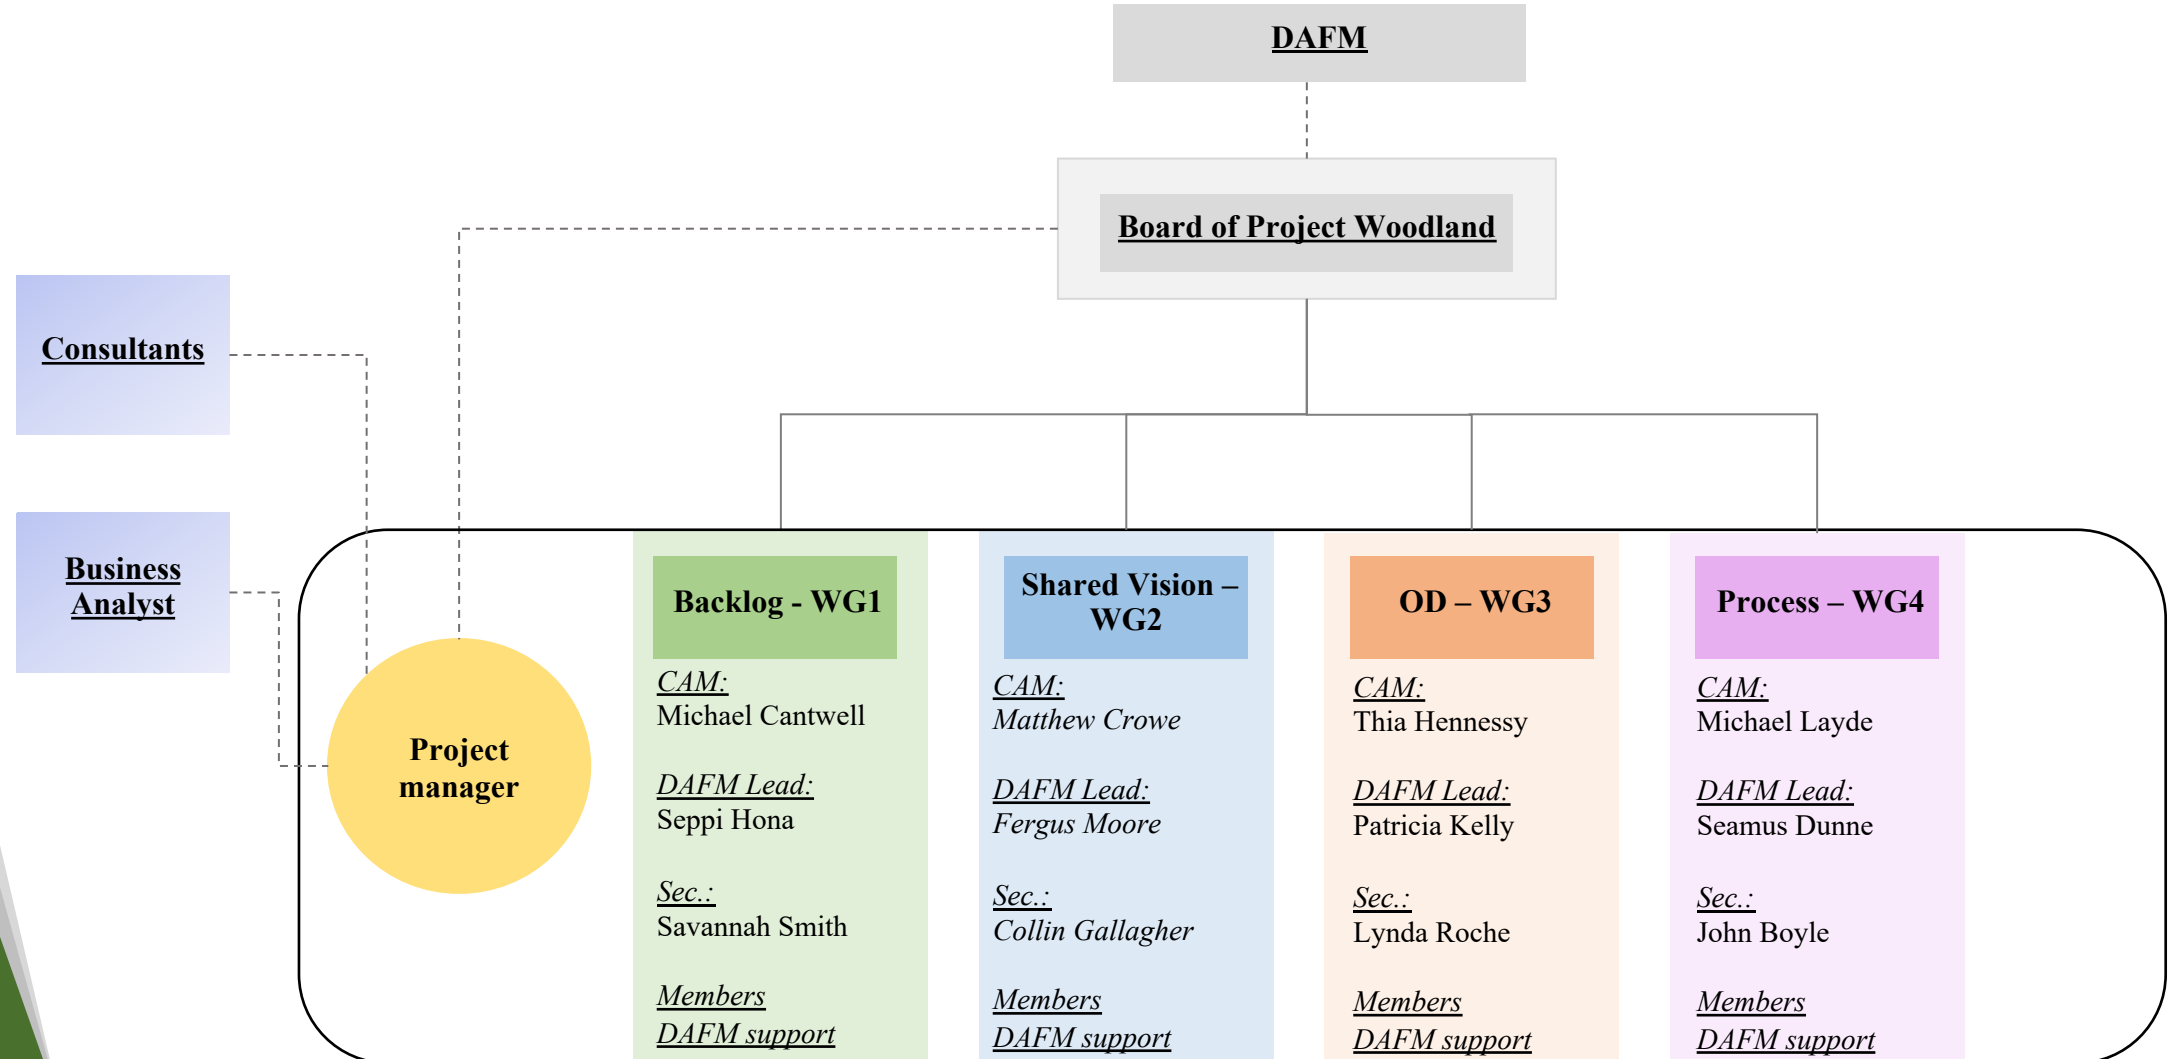 DAFM
Board of Project Woodland
Consultants
Business
Analyst
Project
manager
Backlog - WG1
CAM:
Michael Cantwell
DAFM Lead:
Seppi Hona
Sec.:
Savannah Smith
Members
DAFM support
Shared Vision –
WG2
CAM:
Matthew Crowe
DAFM Lead:
Fergus Moore
Sec.:
Collin Gallagher
Members
DAFM support
OD – WG3
CAM:
Thia Hennessy
DAFM Lead:
Patricia Kelly
Sec.:
Lynda Roche
Members
DAFM support
Process – WG4
CAM:
Michael Layde
DAFM Lead:
Seamus Dunne
Sec.:
John Boyle
Members
DAFM support